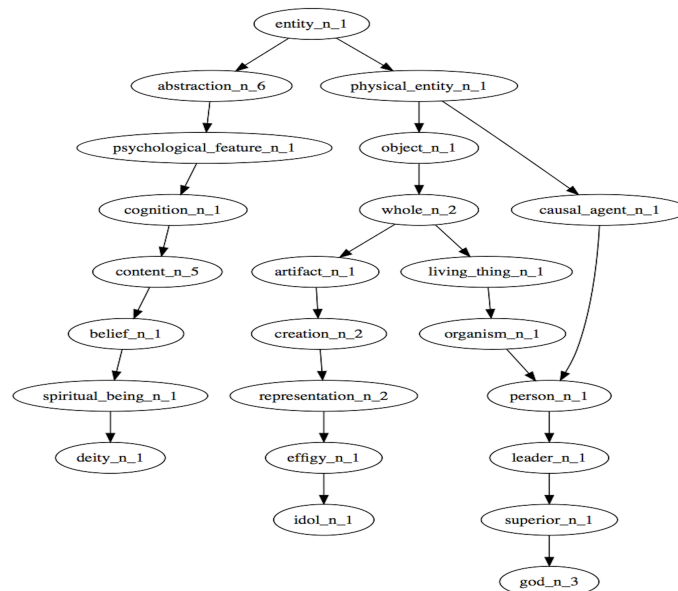 entity_n_1
abstraction_n_6 physical_entity_n_1
psychological_feature_n_1 object_n_1
cognition_n_1 whole_n_2 causal_agent_n_1
content_n_5 artifact_n_1 living_thing_n_1
belief_n_1 creation_n_2 organism_n_1
spiritual_being_n_1 representation_n_2 person_n_1
deity_n_1 effigy_n_1 leader_n_1
idol_n_1 superior_n_1
god_n_3